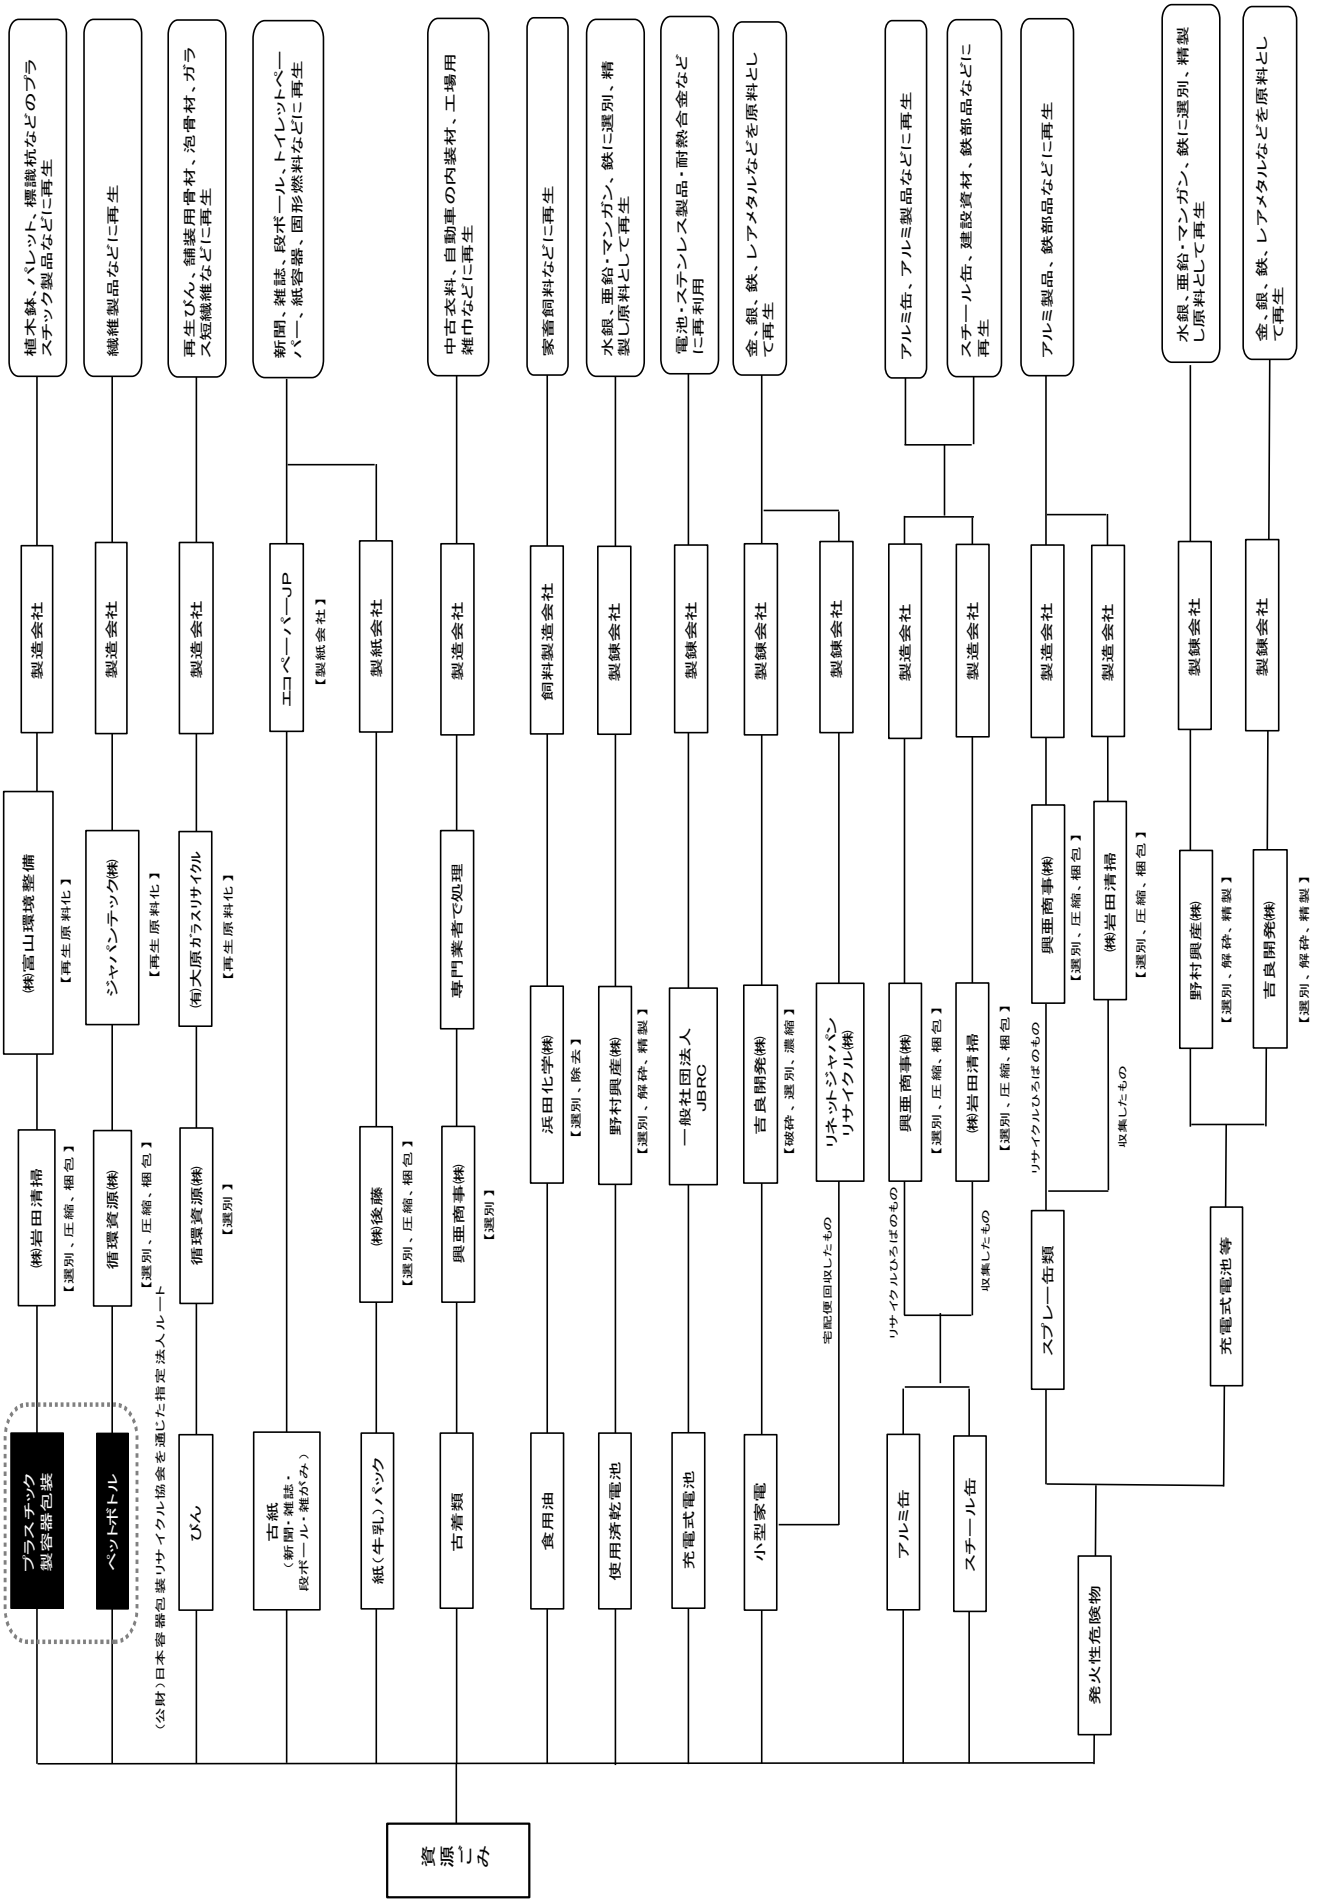 資源ごみ
プラスチック
製容器包装
㈱岩田清掃
【選別、圧縮、梱包】
㈱富山環境整備
【再生原料化】
製造会社
植木鉢、パレット、標識杭などのプラ
スチック製品などに再生
ペットボトル
循環資源㈱
【選別、圧縮、梱包】
ジャパンテック㈱
【再生原料化】
製造会社
繊維製品などに再生
(公財)日本容器包装リサイクル協会を通じた指定法人ルート
びん
循環資源㈱
【選別】
㈲大原ガラスリサイクル
【再生原料化】
製造会社
再生びん、舗装用骨材、泡骨材、ガラ
ス短繊維などに再生
古紙
(新聞・雑誌・
段ボール・雑がみ)
エコペーパーJP
【製紙会社】
新聞、雑誌、段ボール、トイレットペー
パー、紙容器、固形燃料などに再生
紙(牛乳)パック
㈱後藤
【選別、圧縮、梱包】
製紙会社
古着類
興亜商事㈱
【選別】
専門業者で処理
製造会社
中古衣料、自動車の内装材、工場用
雑巾などに再生
食用油
浜田化学㈱
【選別、除去】
飼料製造会社
家畜飼料などに再生
使用済乾電池
野村興産㈱
【選別、解砕、精製】
製錬会社
水銀、亜鉛・マンガン、鉄に選別、精
製し原料として再生
充電式電池
一般社団法人
JBRC
製錬会社
電池・ステンレス製品・耐熱合金など
に再利用
小型家電
吉良開発㈱
【破砕、選別、濃縮】
製錬会社
金、銀、鉄、レアメタルなどを原料とし
て再生
宅配便回収したもの
リネットジャパン
リサイクル㈱
製錬会社
アルミ缶
リサイクルひろばのもの
興亜商事㈱
【選別、圧縮、梱包】
製造会社
アルミ缶、アルミ製品などに再生
スチール缶
収集したもの
㈱岩田清掃
【選別、圧縮、梱包】
製造会社
スチール缶、建設資材、鉄部品などに
再生
発火性危険物
スプレー缶類
リサイクルひろばのもの
興亜商事㈱
【選別、圧縮、梱包】
製造会社
アルミ製品、鉄部品などに再生
収集したもの
㈱岩田清掃
【選別、圧縮、梱包】
製造会社
充電式電池等
野村興産㈱
【選別、解砕、精製】
製錬会社
水銀、亜鉛・マンガン、鉄に選別、精製
し原料として再生
吉良開発㈱
【選別、解砕、精製】
製錬会社
金、銀、鉄、レアメタルなどを原料とし
て再生